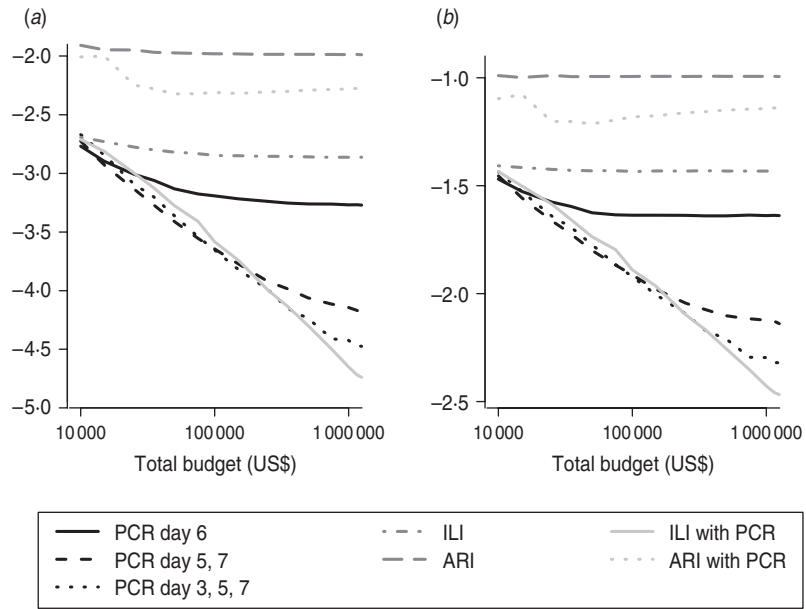 (a)
(b)
−2·0
−2·5
−3·0
−3·5
−4·0
−4·5
−5·0
10 000
100 000
1 000 000
Total budget (US$)
−1·0
−1·5
−2·0
−2·5
10 000
100 000
1 000 000
Total budget (US$)
PCR day 6
PCR day 5, 7
PCR day 3, 5, 7
ILI
ARI
ILI with PCR
ARI with PCR